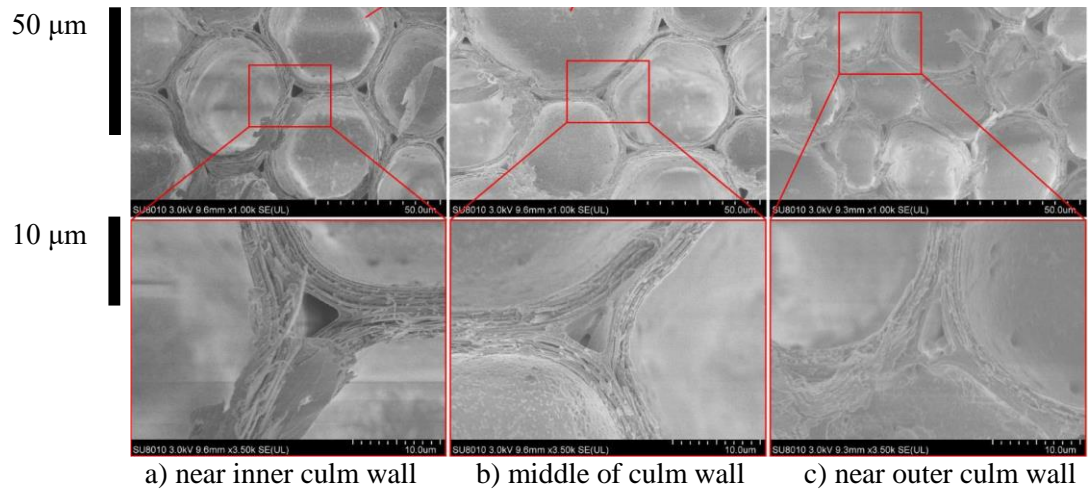 50 μm
SU8010 3.0kV 9.6mm x1.00k SE(UL) 50.0um
SU8010 3.0kV 9.6mm x1.00k SE(UL) 50.0um
SU8010 3.0kV 9.3mm x1.00k SE(UL) 50.0um
10 μm
SU8010 3.0kV 9.6mm x3.50k SE(UL) 10.0um
SU8010 3.0kV 9.6mm x3.50k SE(UL) 10.0um
SU8010 3.0kV 9.3mm x3.50k SE(UL) 10.0um
a) near inner culm wall
b) middle of culm wall
c) near outer culm wall